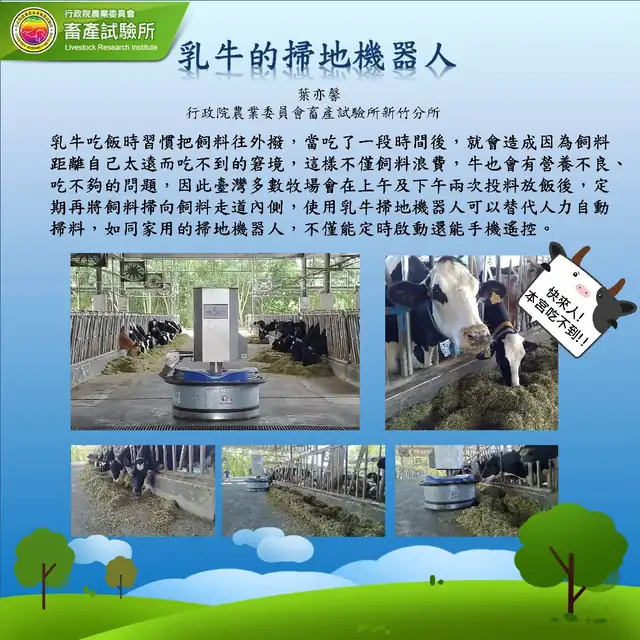 行政院農業委員會
畜產試驗所
Livestock Research Institute
乳牛的掃地機器人
葉亦馨
行政院農業委員會畜產試驗所新竹分所
乳牛吃飯時習慣把飼料往外撥，當吃了一段時間後，就會造成因為飼料
距離自己太遠而吃不到的窘境，這樣不僅飼料浪費，牛也會有營養不良、
吃不夠的問題，因此臺灣多數牧場會在上午及下午兩次投料放飯後，定
期再將飼料掃向飼料走道內側，使用乳牛掃地機器人可以替代人力自動
掃料，如同家用的掃地機器人，不僅能定時啟動還能手機遙控。
快來人!
本宮吃不到!!